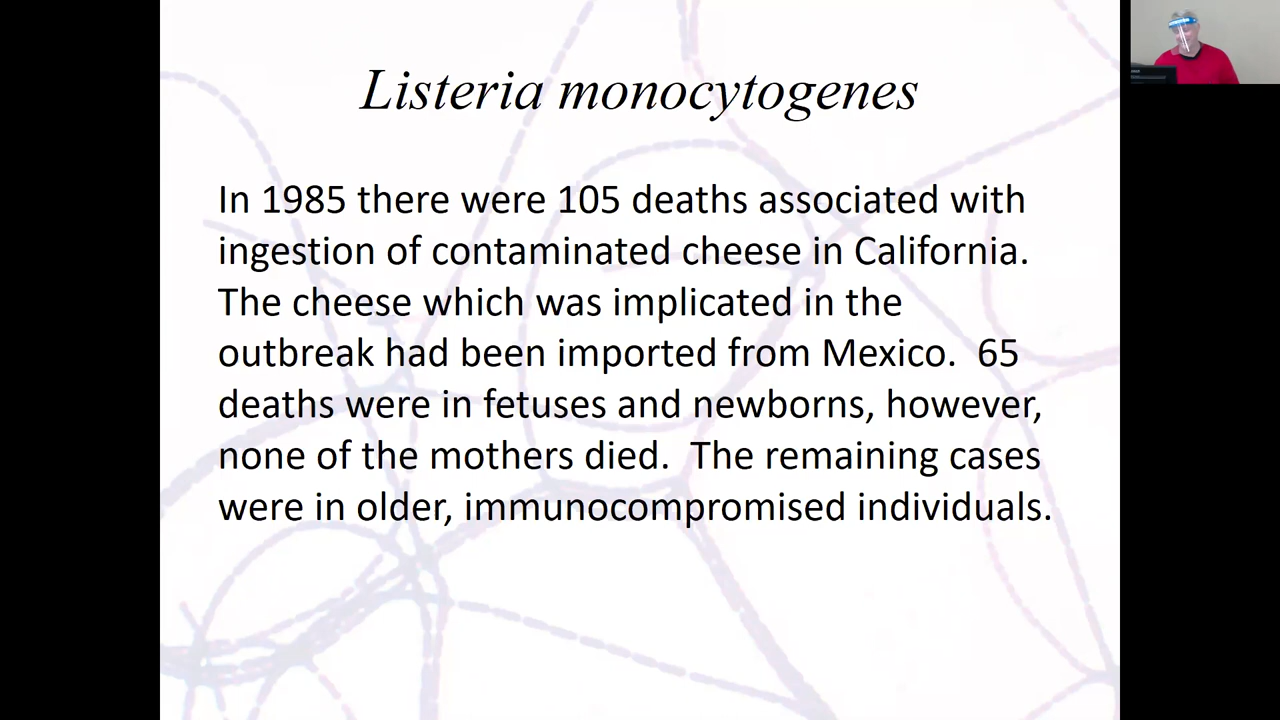 Listeria monocytogenes
In 1985 there were 105 deaths associated with
ingestion of contaminated cheese in California.
The cheese which was implicated in the
outbreak had been imported from Mexico.  65
deaths were in fetuses and newborns, however,
none of the mothers died.  The remaining cases
were in older, immunocompromised individuals.